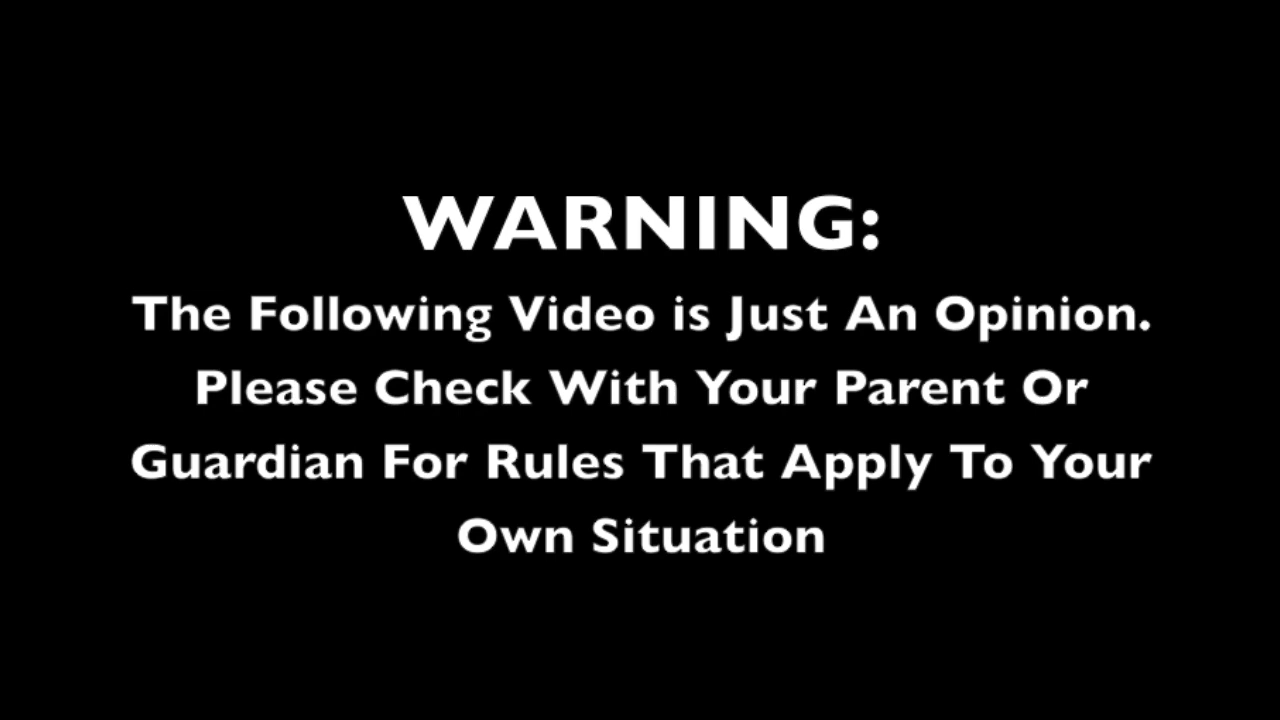 WARNING:
The Following Video is Just An Opinion.
Please Check With Your Parent Or
Guardian For Rules That Apply To Your
Own Situation